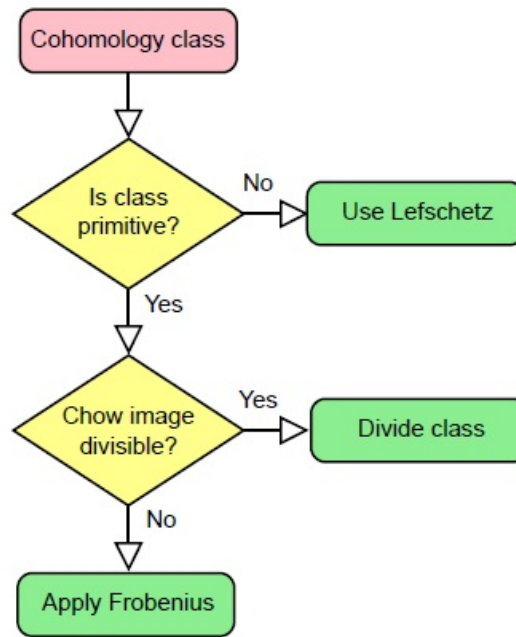 Cohomology class
Is class
primitive?
No
Use Lefschetz
Yes
Chow image
divisible?
Yes
Divide class
No
Apply Frobenius